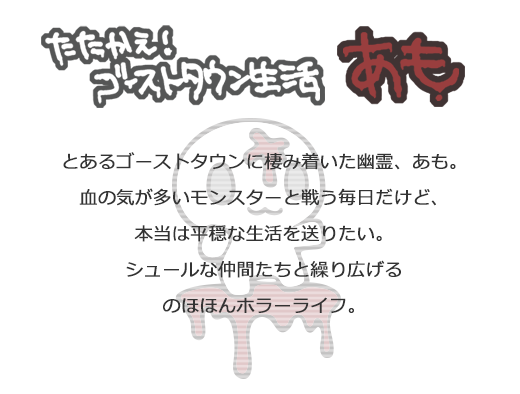 たたかえ!
ゴーストタウン生活
あも
とあるゴーストタウンに棲み着いた幽霊、あも。
血の気が多いモンスターと戦う毎日だけど、
本当は平穏な生活を送りたい。
シュールな仲間たちと繰り広げる
のほほんホラーライフ。